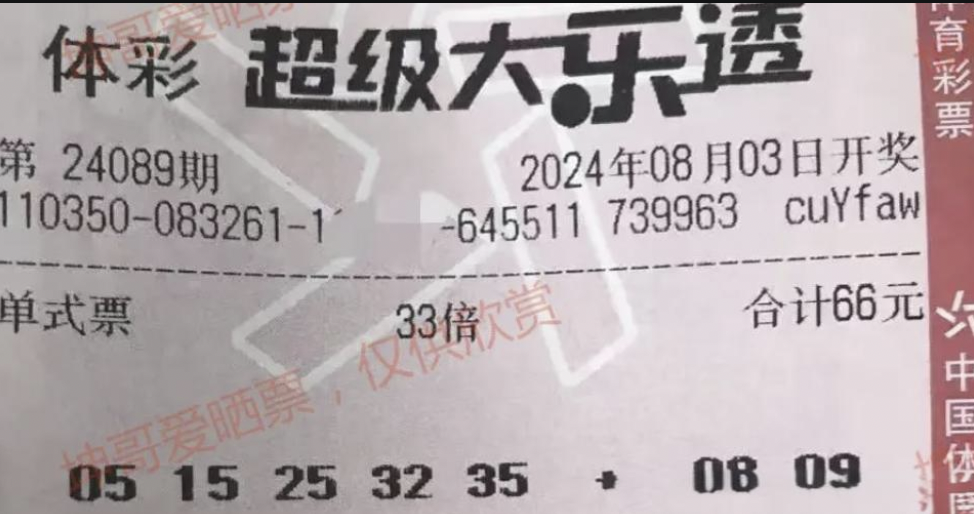 体彩 超级大乐透
第 24089期 2024年08月03日开奖
110350-083261-1 -645511 739963 cuYfaw
单式票 33倍 合计66元
05 15 25 32 35 + 08 09
坤哥爱晒票，仅供欣赏
育彩票
中国体